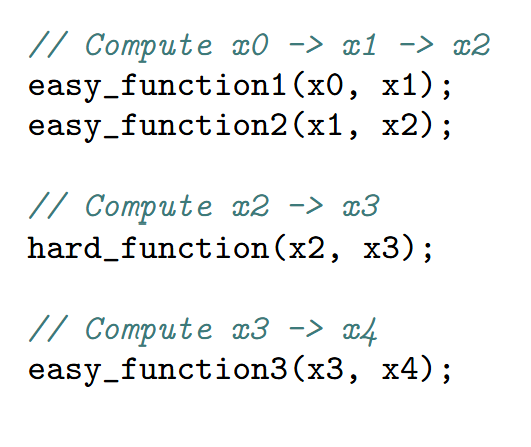 // Compute x0 -> x1 -> x2
easy_function1(x0, x1);
easy_function2(x1, x2);
// Compute x2 -> x3
hard_function(x2, x3);
// Compute x3 -> x4
easy_function3(x3, x4);